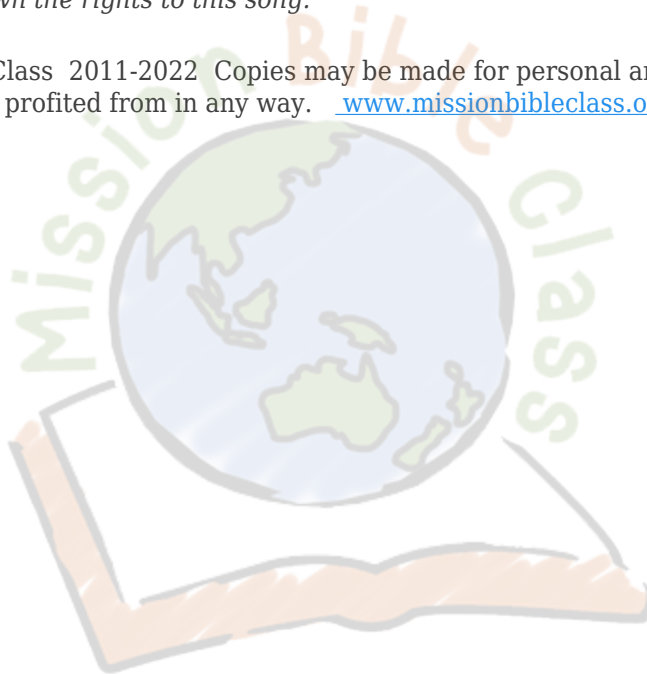 wn the rights to this song.
Class 2011-2022 Copies may be made for personal an
profited from in any way. www.missionbibleclass.o
Mission Bible Class